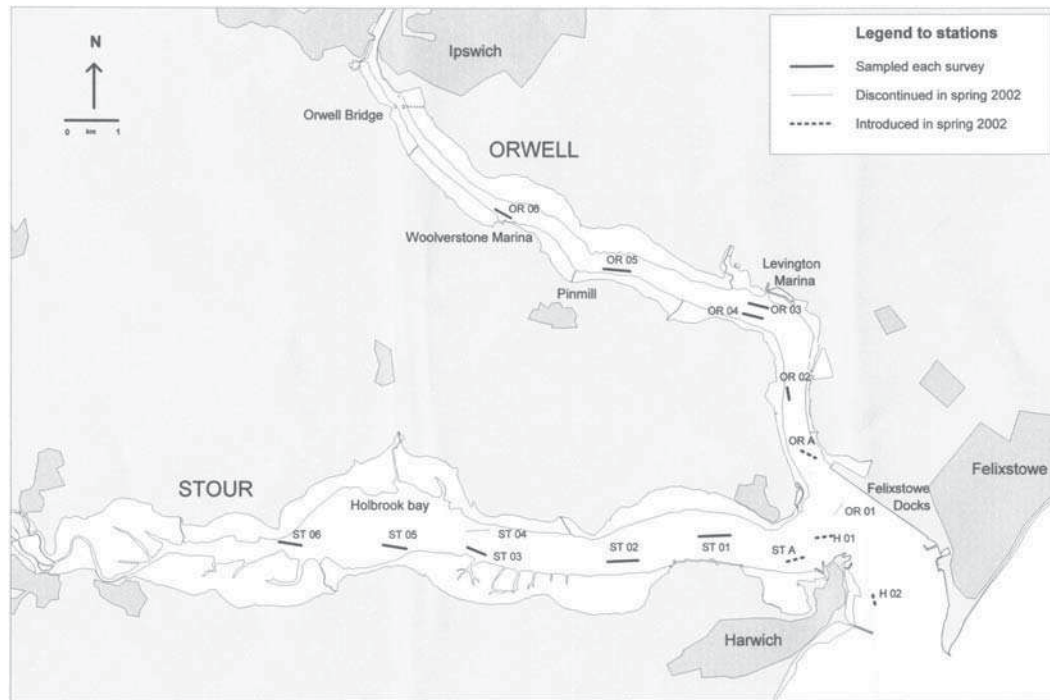 N
0 km 1
Ipswich
Legend to stations
Sampled each survey
Discontinued in spring 2002
Introduced in spring 2002
Orwell Bridge
ORWELL
OR 06
Woolverstone Marina
OR 05
Levington
Marina
Pinmill
OR 04
OR 03
OR 02
OR A
Felixstowe
Felixstowe
Docks
OR 01
STOUR
Holbrook bay
ST 06
ST 05
ST 04
ST 03
ST 02
ST 01
ST A
H 01
H 02
Harwich